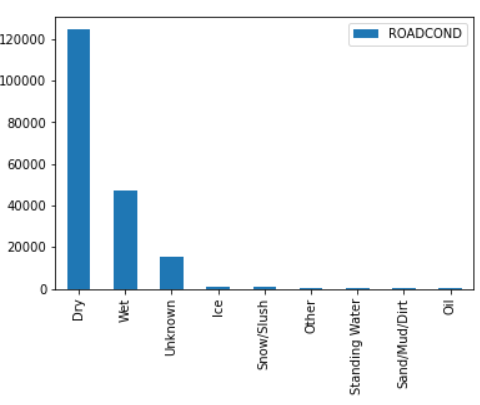 ROADCOND
120000
100000
80000
60000
40000
20000
0
Dry
Wet
Unknown
Ice
Snow/Slush
Other
Standing Water
Sand/Mud/Dirt
Oil